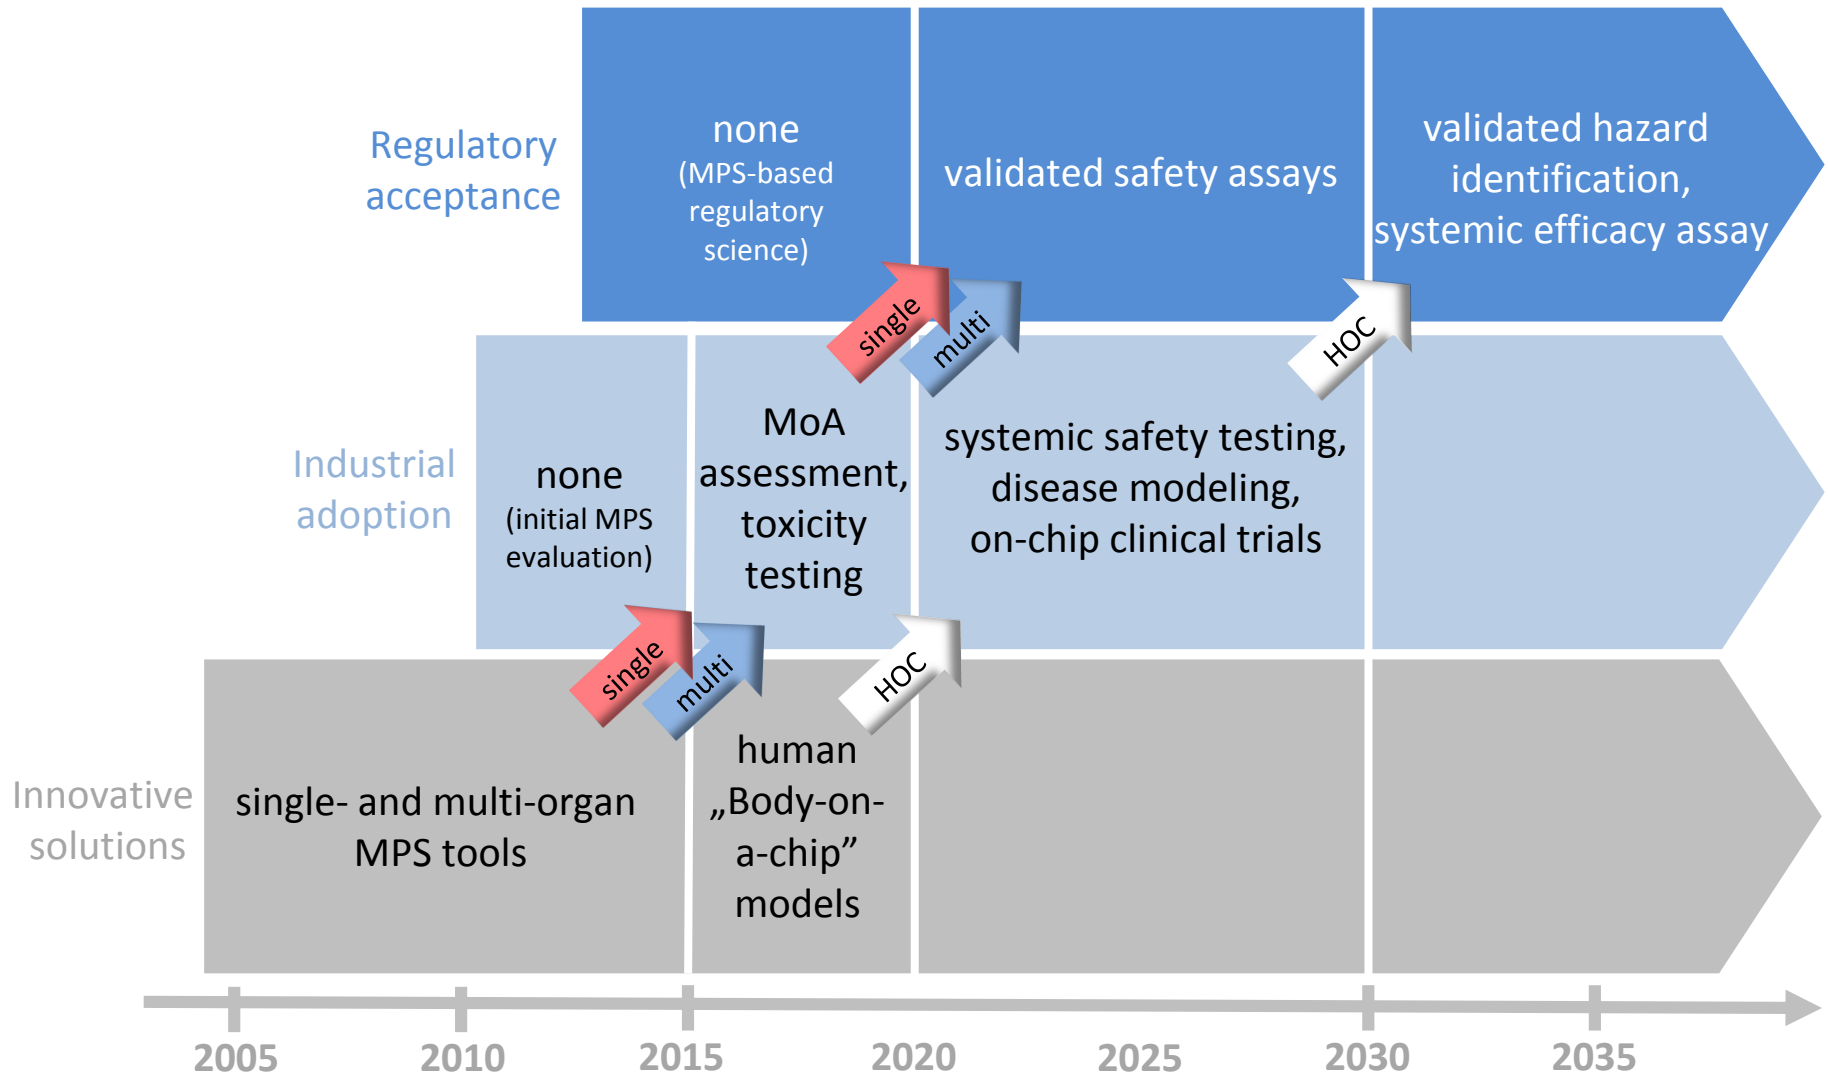 Regulatory
acceptance
none
(MPS-based
regulatory
science)
validated safety assays
validated hazard
identification,
systemic efficacy assay
single
multi
HOC
Industrial
adoption
none
(initial MPS
evaluation)
MoA
assessment,
toxicity
testing
systemic safety testing,
disease modeling,
on-chip clinical trials
single
multi
HOC
Innovative
solutions
single- and multi-organ
MPS tools
human
„Body-on-
a-chip”
models
2005
2010
2015
2020
2025
2030
2035